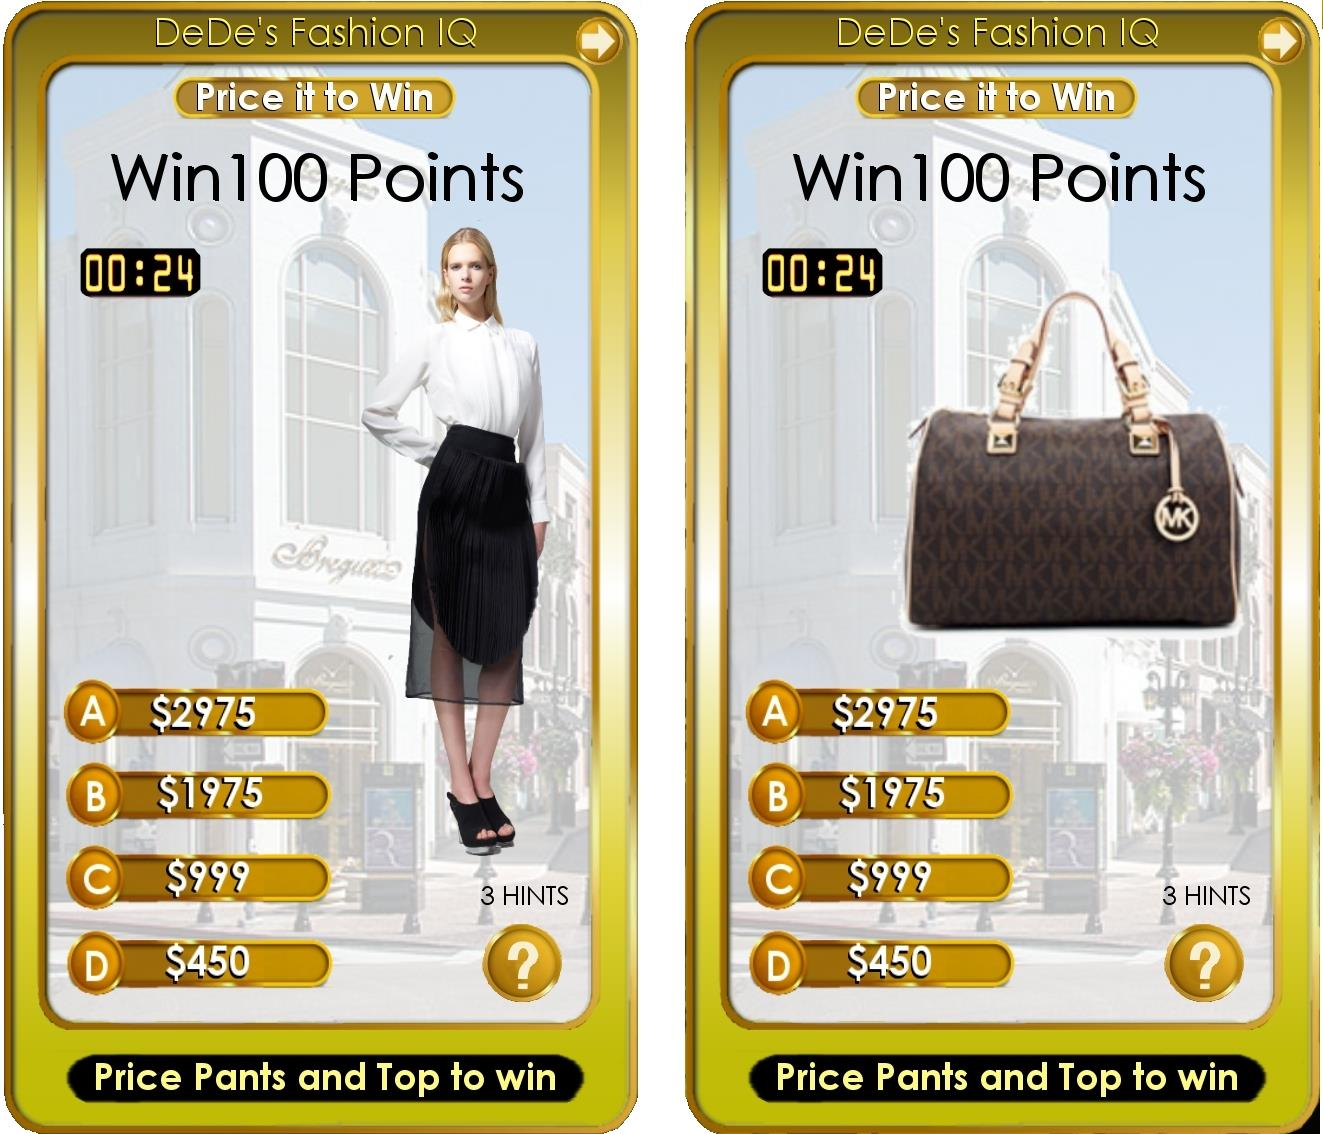 DeDe's Fashion IQ
Price it to Win
Win100 Points
00:24
Breguet
A $2975
B $1975
C $999
3 HINTS
D $450
?
Price Pants and Top to win
DeDe's Fashion IQ
Price it to Win
Win100 Points
00:24
MK
A $2975
B $1975
C $999
3 HINTS
D $450
?
Price Pants and Top to win